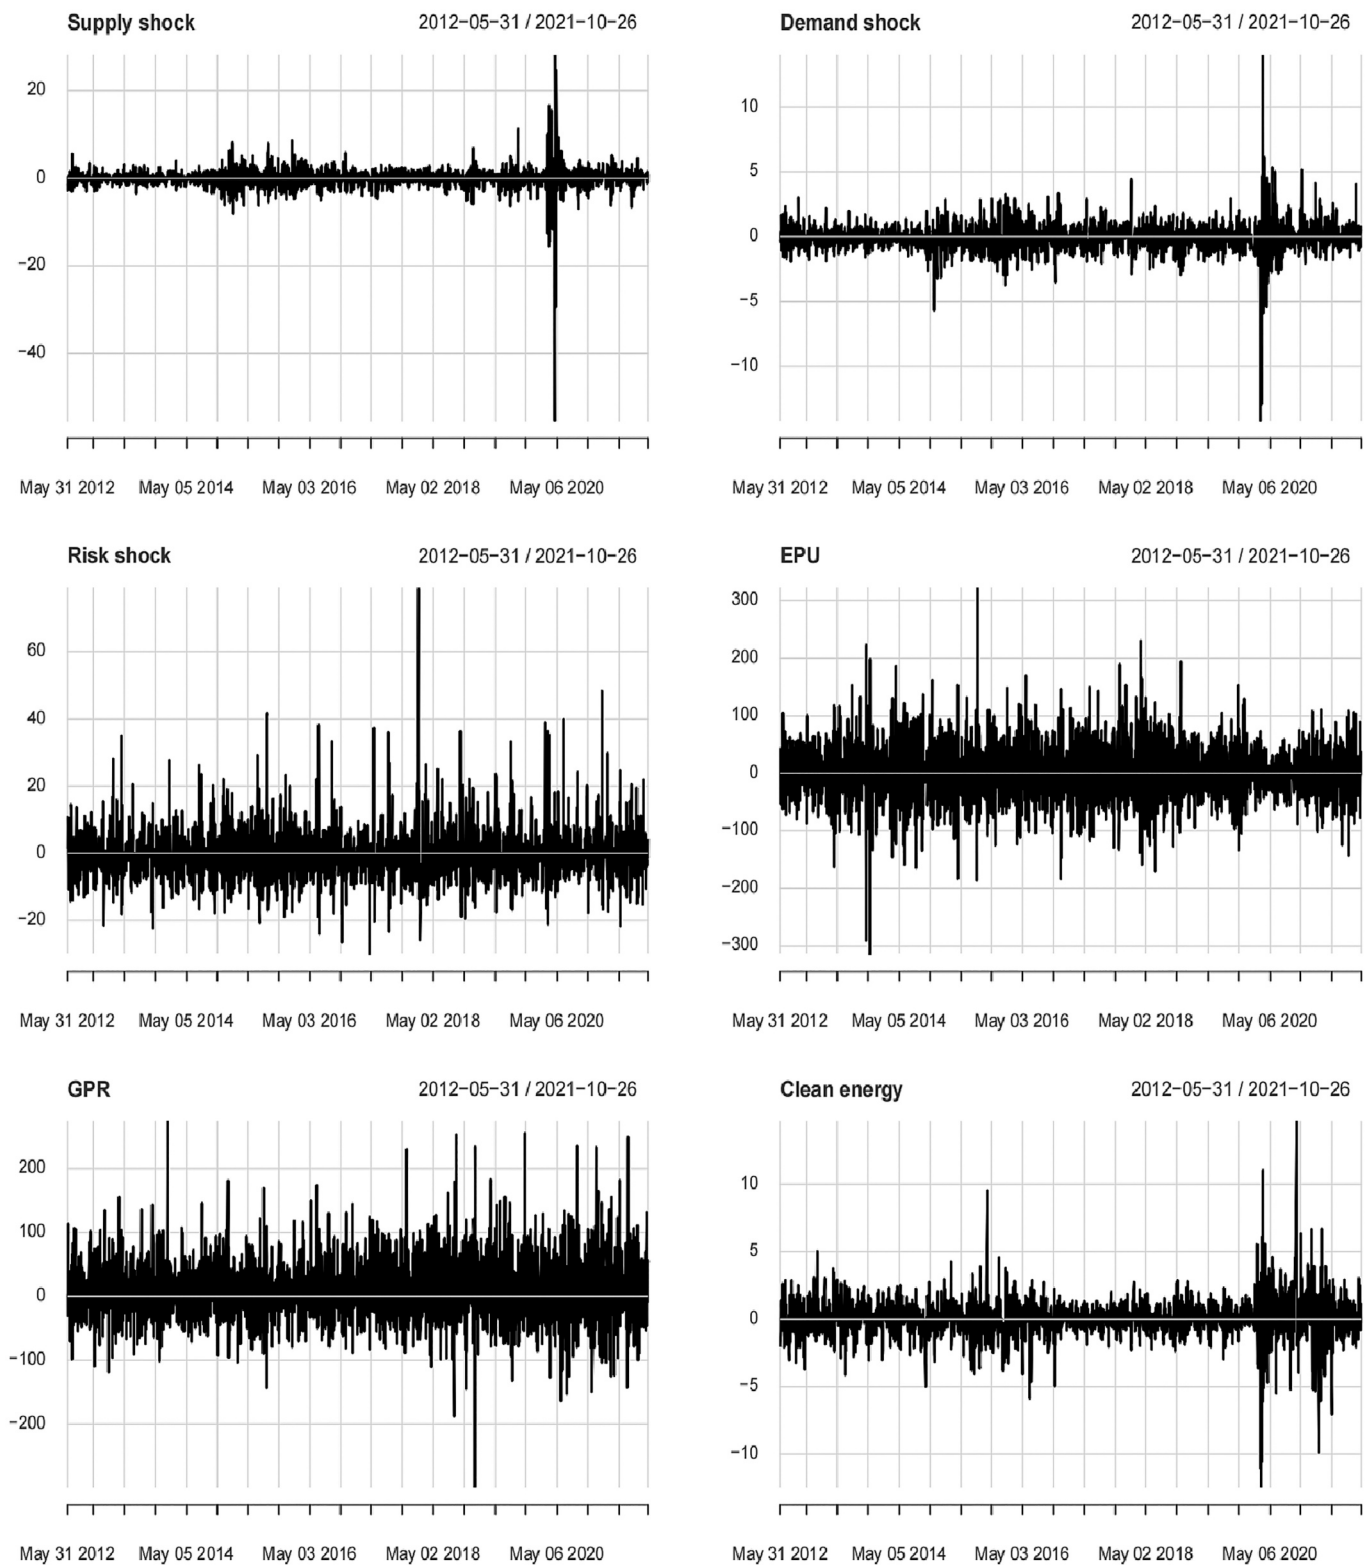 Supply shock 2012−05−31 / 2021−10−26
20
0
−20
−40
May 31 2012 May 05 2014 May 03 2016 May 02 2018 May 06 2020
Demand shock 2012−05−31 / 2021−10−26
10
5
0
−5
−10
May 31 2012 May 05 2014 May 03 2016 May 02 2018 May 06 2020
Risk shock 2012−05−31 / 2021−10−26
60
40
20
0
−20
May 31 2012 May 05 2014 May 03 2016 May 02 2018 May 06 2020
EPU 2012−05−31 / 2021−10−26
300
200
100
0
−100
−200
−300
May 31 2012 May 05 2014 May 03 2016 May 02 2018 May 06 2020
GPR 2012−05−31 / 2021−10−26
200
100
0
−100
−200
May 31 2012 May 05 2014 May 03 2016 May 02 2018 May 06 2020
Clean energy 2012−05−31 / 2021−10−26
10
5
0
−5
−10
May 31 2012 May 05 2014 May 03 2016 May 02 2018 May 06 2020